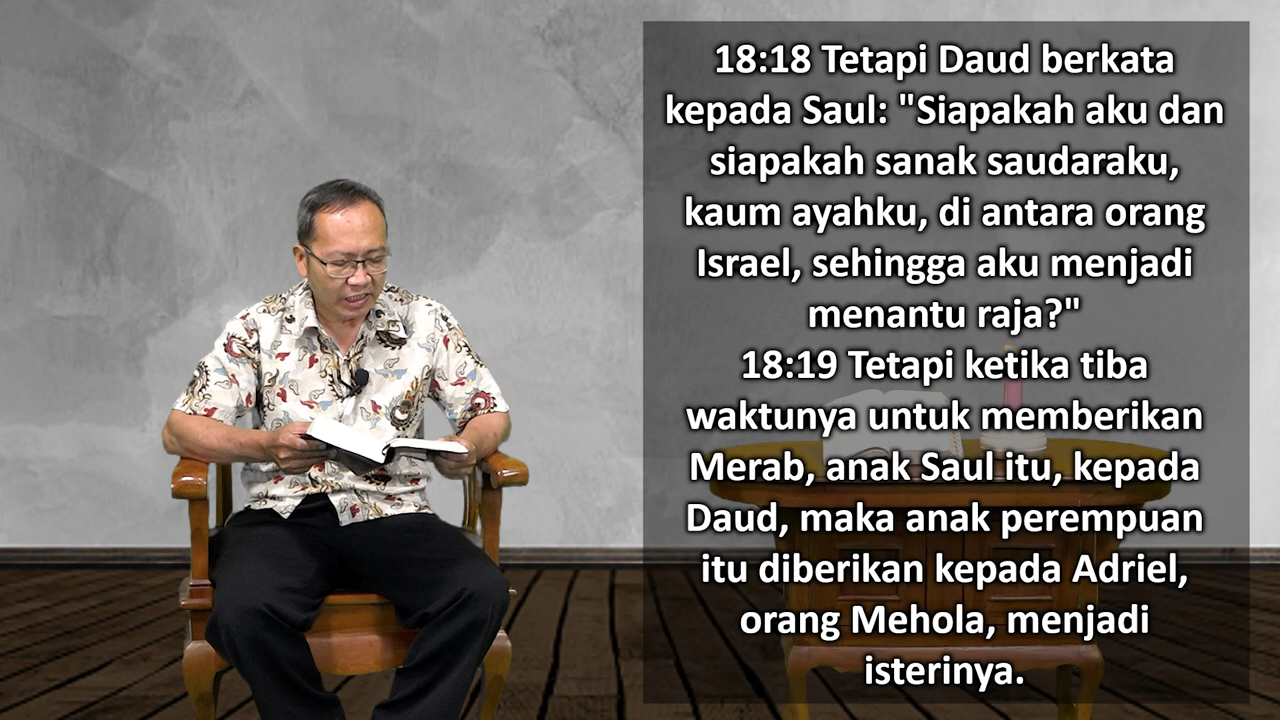 18:18 Tetapi Daud berkata
kepada Saul: "Siapakah aku dan
siapakah sanak saudaraku,
kaum ayahku, di antara orang
Israel, sehingga aku menjadi
menantu raja?"
18:19 Tetapi ketika tiba
waktunya untuk memberikan
Merab, anak Saul itu, kepada
Daud, maka anak perempuan
itu diberikan kepada Adriel,
orang Mehola, menjadi
isterinya.